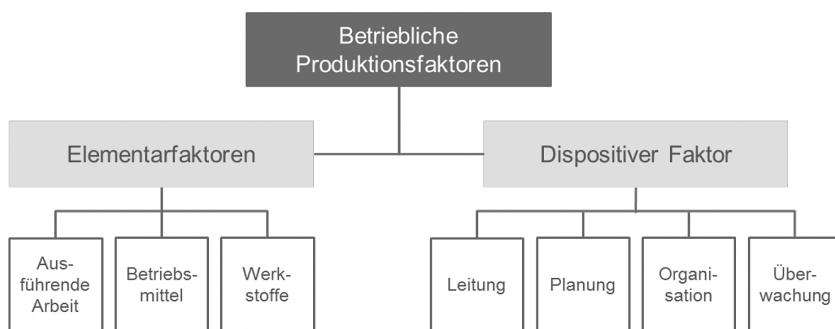 Betriebliche
Produktionsfaktoren
Elementarfaktoren
Dispositiver Faktor
Aus-
führende
Arbeit
Betriebs-
mittel
Werk-
stoffe
Leitung
Planung
Organi-
sation
Über-
wachung